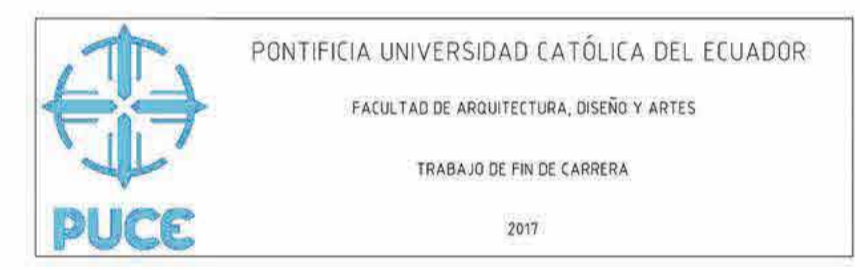 PONTIFICIA UNIVERSIDAD CATÓLICA DEL ECUADOR
FACULTAD DE ARQUITECTURA, DISEÑO Y ARTES
TRABAJO DE FIN DE CARRERA
2017
PUCE